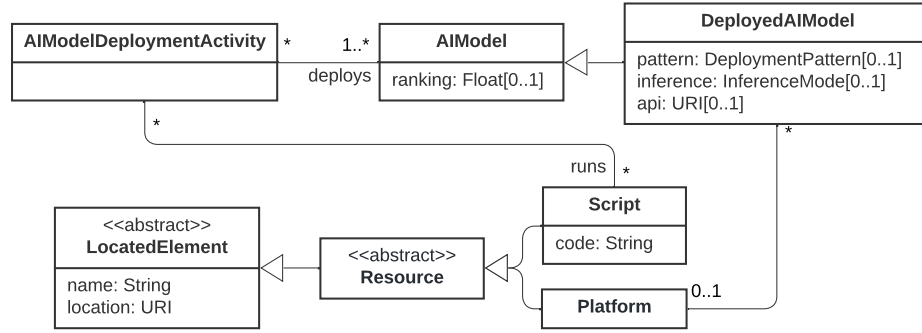 AIModelDeploymentActivity
*
1..*
deploys
AIModel
ranking: Float[0..1]
DeployedAIModel
pattern: DeploymentPattern[0..1]
inference: InferenceMode[0..1]
api: URI[0..1]
*
*
runs
*
Script
code: String
<<abstract>>
LocatedElement
name: String
location: URI
<<abstract>>
Resource
Platform
0..1